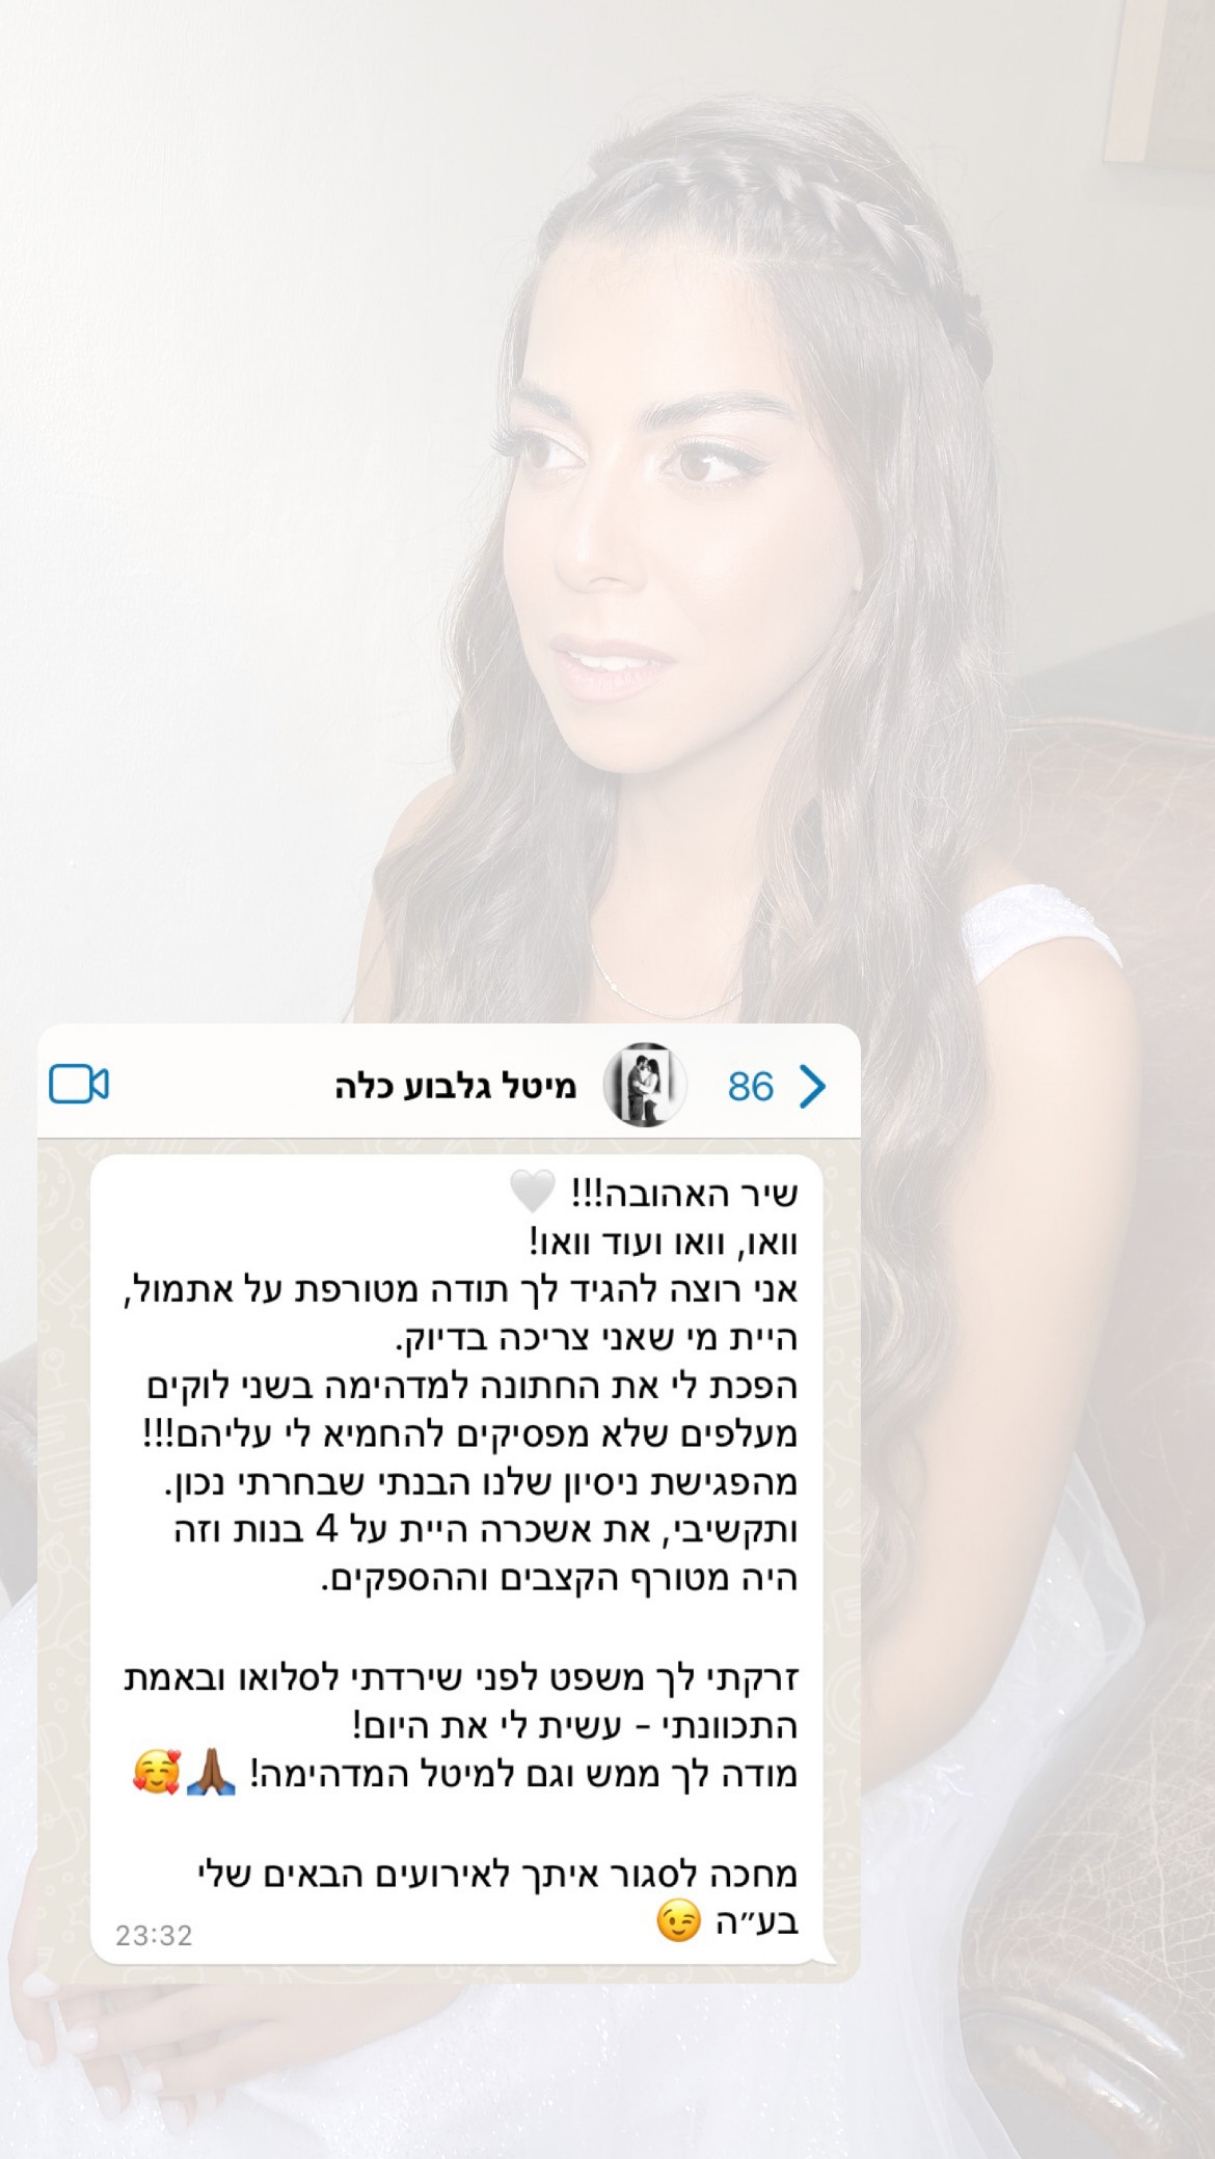 86 מיטל גלבוע כלה
שיר האהובה!!! 🤍
וואו, וואו ועוד וואו!
אני רוצה להגיד לך תודה מטורפת על אתמול,
היית מי שאני צריכה בדיוק.
הפכת לי את החתונה למדהימה בשני לוקים
מעלפים שלא מפסיקים להחמיא לי עליהם!!!
מהפגישת ניסיון שלנו הבנתי שבחרתי נכון.
ותקשיבי, את אשכרה היית על 4 בנות וזה
היה מטורף הקצבים וההספקים.
זרקתי לך משפט לפני שירדתי לסלואו ובאמת
התכוונתי - עשית לי את היום!
מודה לך ממש וגם למיטל המדהימה! 🙏🏾🥰
מחכה לסגור איתך לאירועים הבאים שלי
בע״ה 😉
23:32